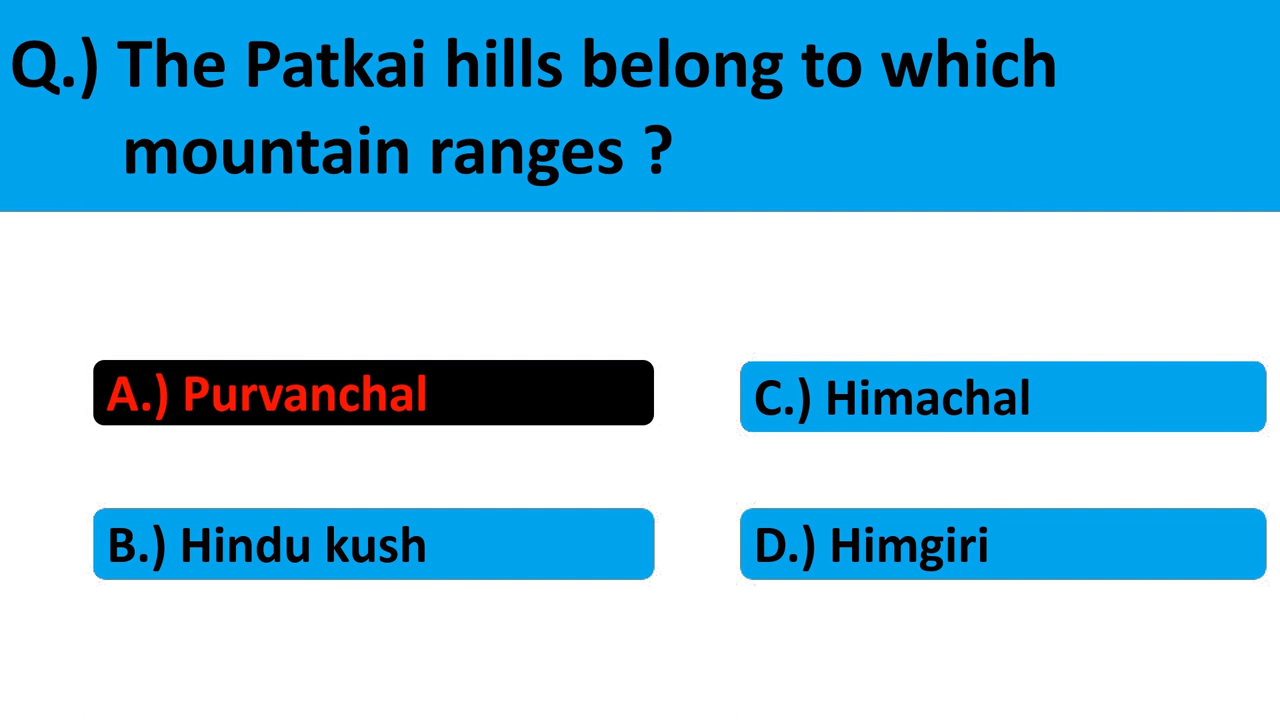 Q.) The Patkai hills belong to which
mountain ranges ?
A.) Purvanchal
C.) Himachal
B.) Hindu kush
D.) Himgiri